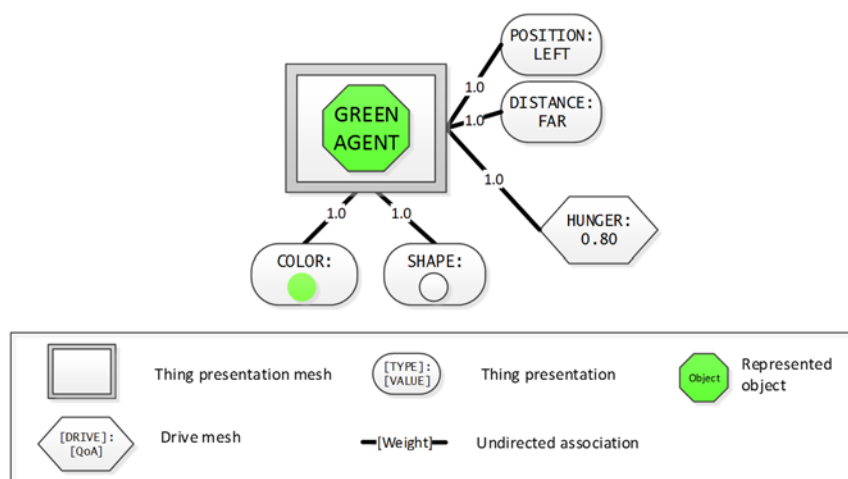 POSITION:
LEFT
DISTANCE:
FAR
GREEN
AGENT
1.0
1.0
1.0
1.0
1.0
HUNGER:
0.80
COLOR:
SHAPE:
Thing presentation mesh
[TYPE]:
[VALUE]
Thing presentation
Object
Represented
object
[DRIVE]:
[QoA]
Drive mesh
[Weight]
Undirected association